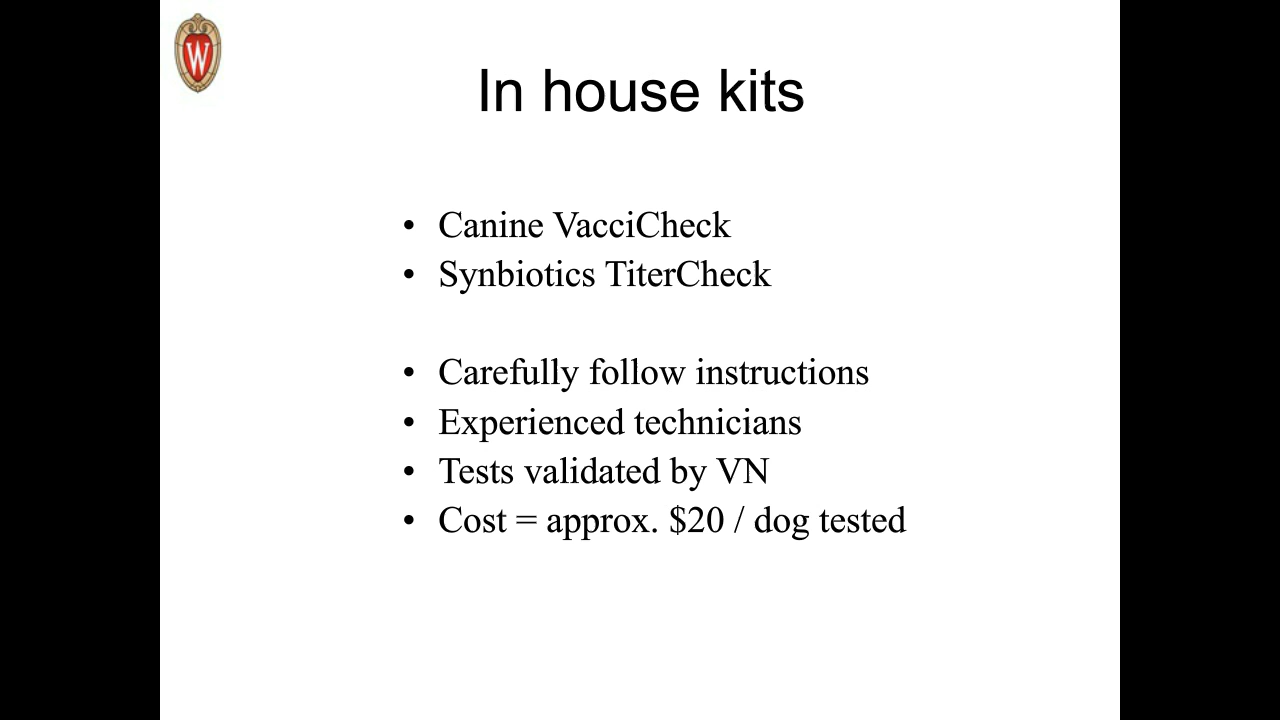 W
In house kits
• Canine VacciCheck
• Synbiotics TiterCheck
• Carefully follow instructions
• Experienced technicians
• Tests validated by VN
• Cost = approx. $20 / dog tested